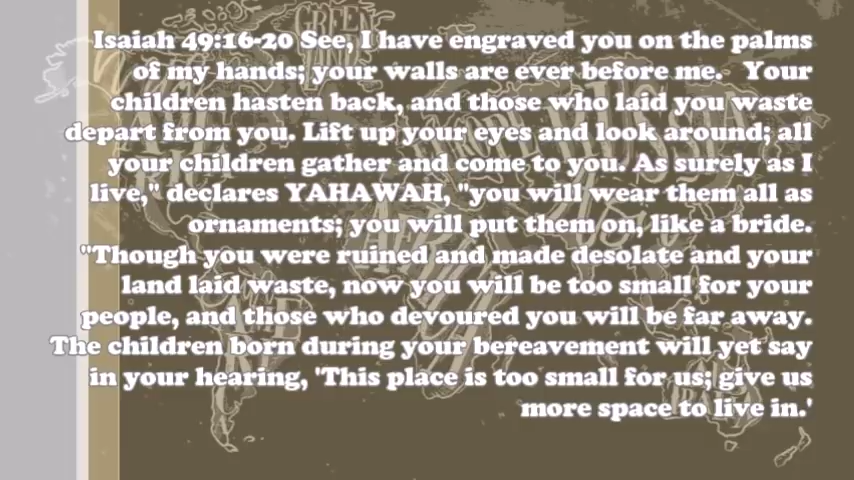 Isaiah 49:16-20 See, I have engraved you on the palms
of my hands; your walls are ever before me. Your
children hasten back, and those who laid you waste
depart from you. Lift up your eyes and look around; all
your children gather and come to you. As surely as I
live," declares YAHAWAH, "you will wear them all as
ornaments; you will put them on, like a bride.
"Though you were ruined and made desolate and your
land laid waste, now you will be too small for your
people, and those who devoured you will be far away.
The children born during your bereavement will yet say
in your hearing, 'This place is too small for us; give us
more space to live in.'